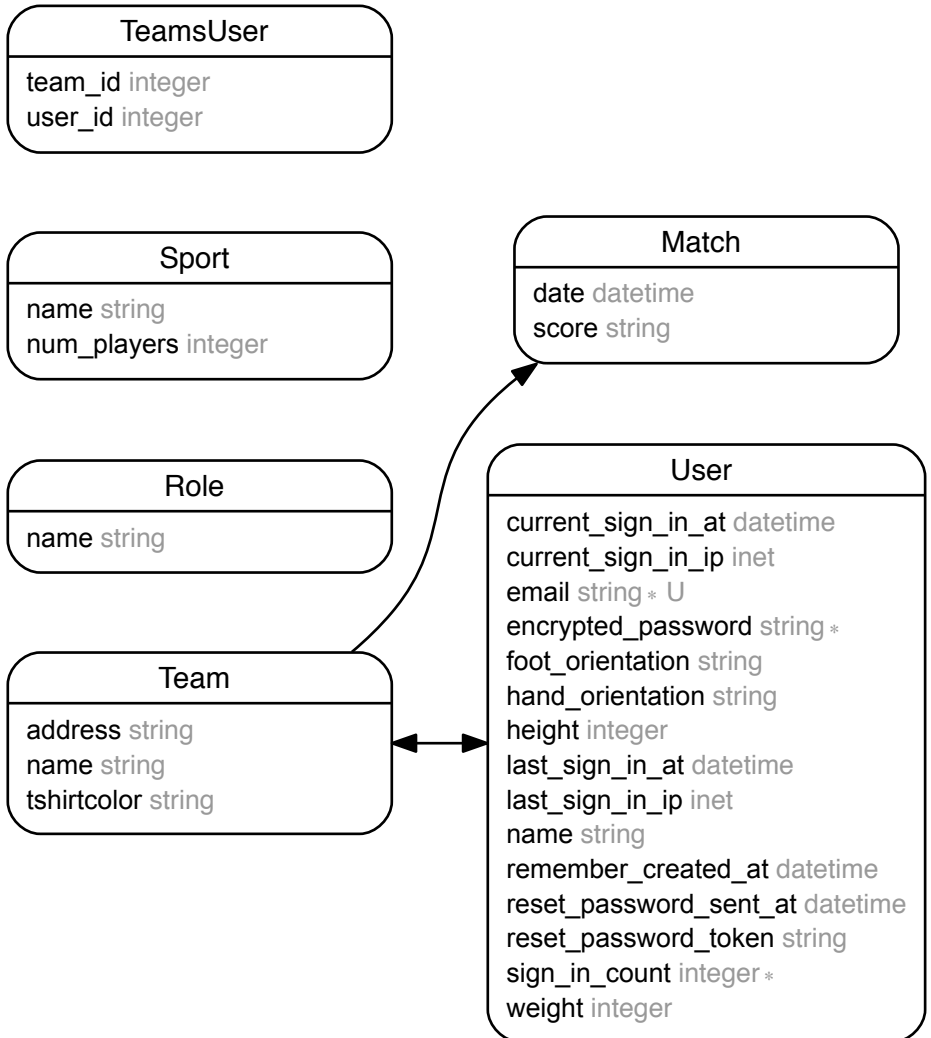 TeamsUser
team_id integer
user_id integer
Sport
name string
num_players integer
Match
date datetime
score string
Role
name string
User
current_sign_in_at datetime
current_sign_in_ip inet
email string * U
encrypted_password string *
foot_orientation string
hand_orientation string
height integer
last_sign_in_at datetime
last_sign_in_ip inet
name string
remember_created_at datetime
reset_password_sent_at datetime
reset_password_token string
sign_in_count integer *
weight integer
Team
address string
name string
tshirtcolor string